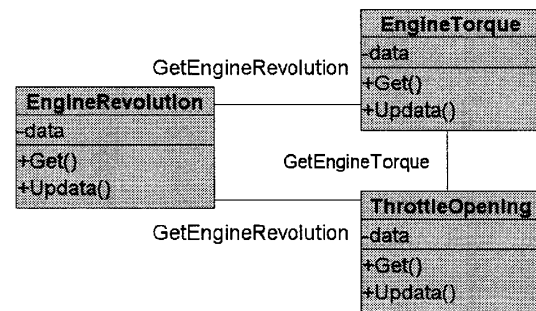 EngineTorque
-data
+Get()
+Updata()
GetEngineRevolution
EngineRevolution
-data
+Get()
+Updata()
GetEngineTorque
ThrottleOpening
-data
+Get()
+Updata()
GetEngineRevolution